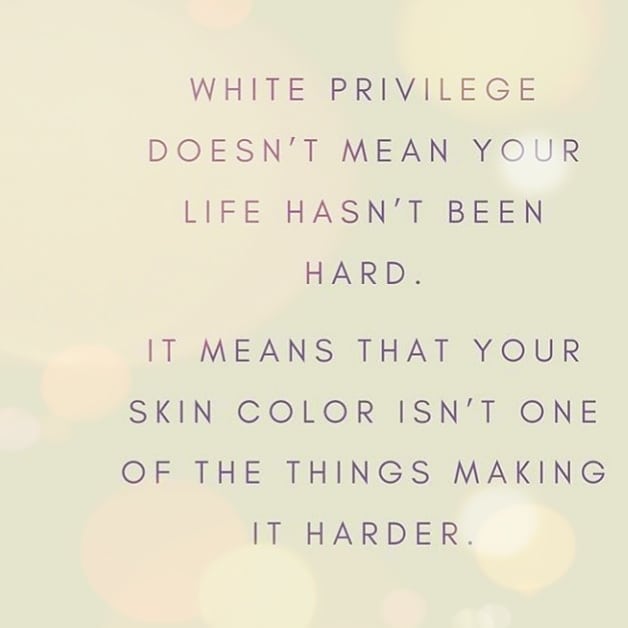 WHITE PRIVILEGE
DOESN'T MEAN YOUR
LIFE HASN'T BEEN
HARD.
IT MEANS THAT YOUR
SKIN COLOR ISN'T ONE
OF THE THINGS MAKING
IT HARDER.